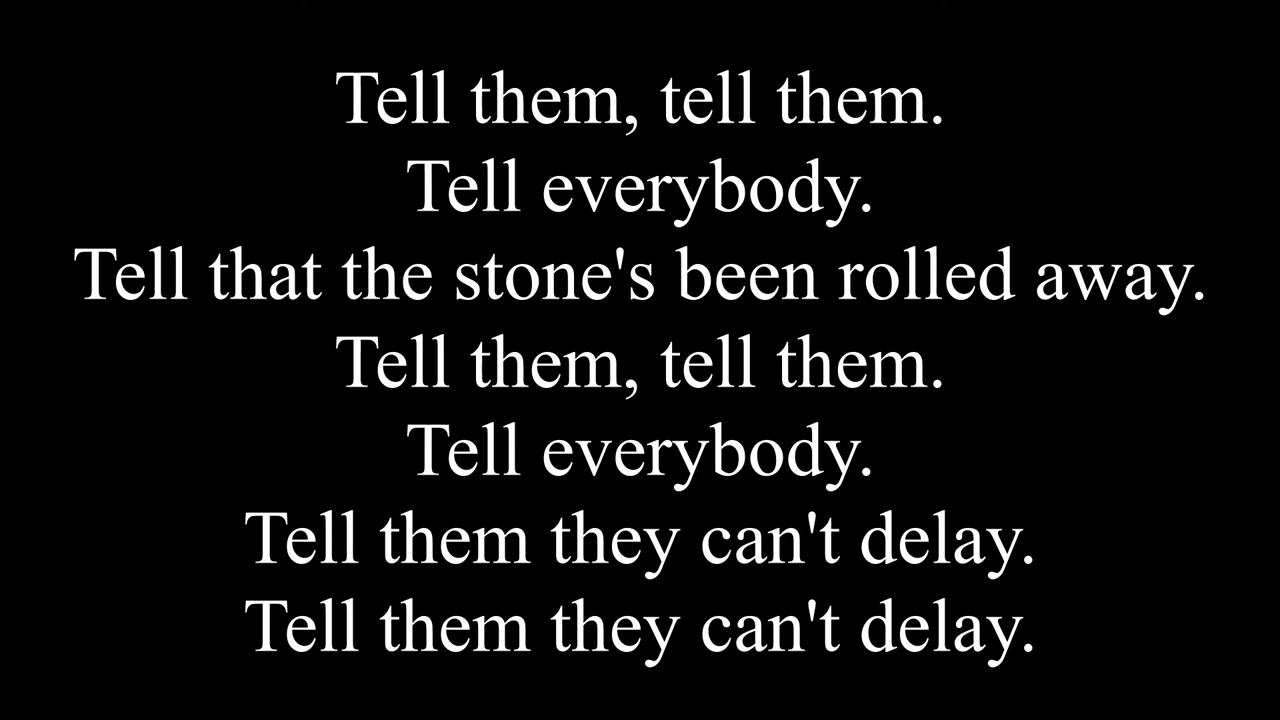 Tell them, tell them.
Tell everybody.
Tell that the stone's been rolled away.
Tell them, tell them.
Tell everybody.
Tell them they can't delay.
Tell them they can't delay.